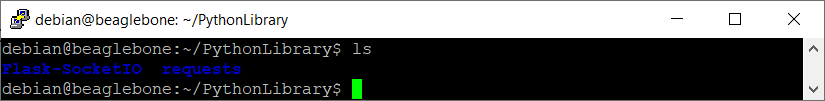 debian@beaglebone: ~/PythonLibrary
debian@beaglebone:~/PythonLibrary$ ls
Flask-SocketIO  requests
debian@beaglebone:~/PythonLibrary$